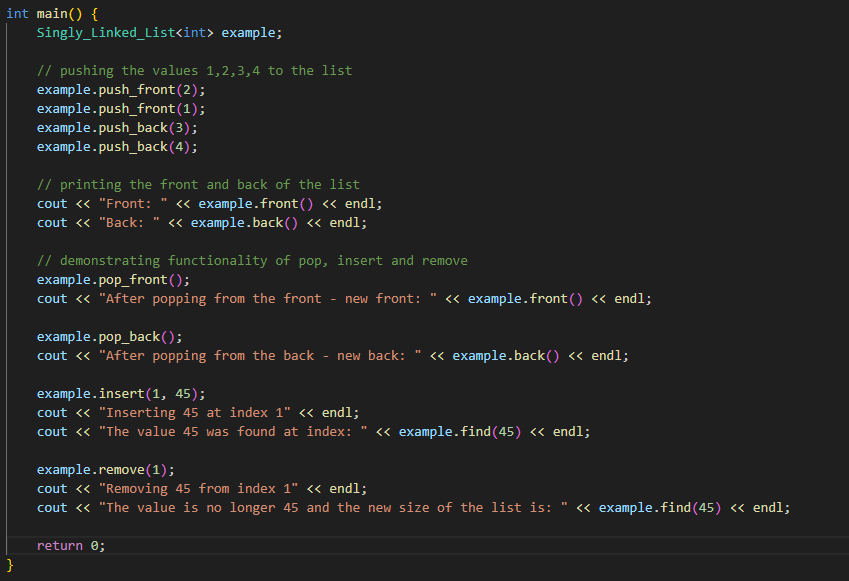 int main() {
    Singly_Linked_List<int> example;

    // pushing the values 1,2,3,4 to the list
    example.push_front(2);
    example.push_front(1);
    example.push_back(3);
    example.push_back(4);

    // printing the front and back of the list
    cout << "Front: " << example.front() << endl;
    cout << "Back: " << example.back() << endl;

    // demonstrating functionality of pop, insert and remove
    example.pop_front();
    cout << "After popping from the front - new front: " << example.front() << endl;

    example.pop_back();
    cout << "After popping from the back - new back: " << example.back() << endl;

    example.insert(1, 45);
    cout << "Inserting 45 at index 1" << endl;
    cout << "The value 45 was found at index: " << example.find(45) << endl;

    example.remove(1);
    cout << "Removing 45 from index 1" << endl;
    cout << "The value is no longer 45 and the new size of the list is: " << example.find(45) << endl;

    return 0;
}